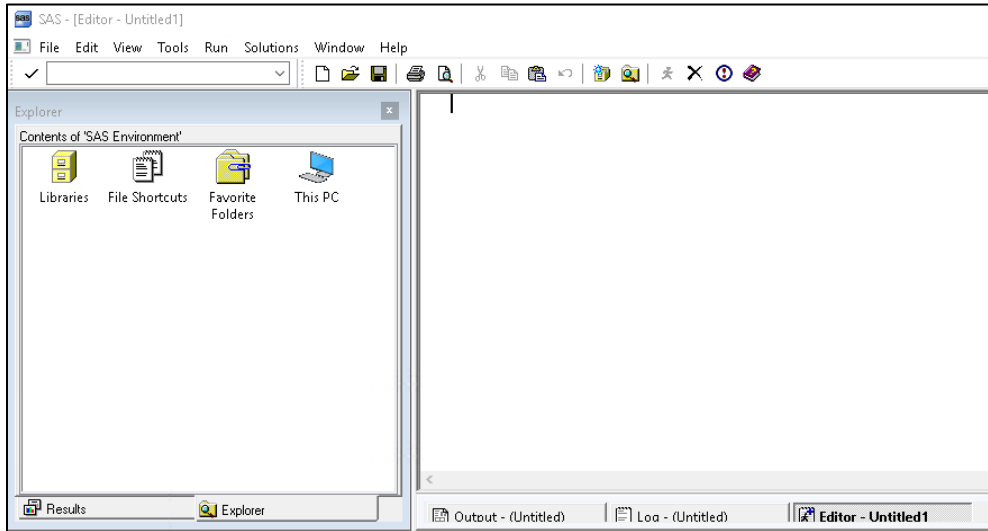 sas SAS - [Editor - Untitled1]
File Edit View Tools Run Solutions Window Help
Explorer
Contents of 'SAS Environment'
Libraries File Shortcuts Favorite Folders This PC
Results Explorer
Output - (Untitled) Log - (Untitled) Editor - Untitled1